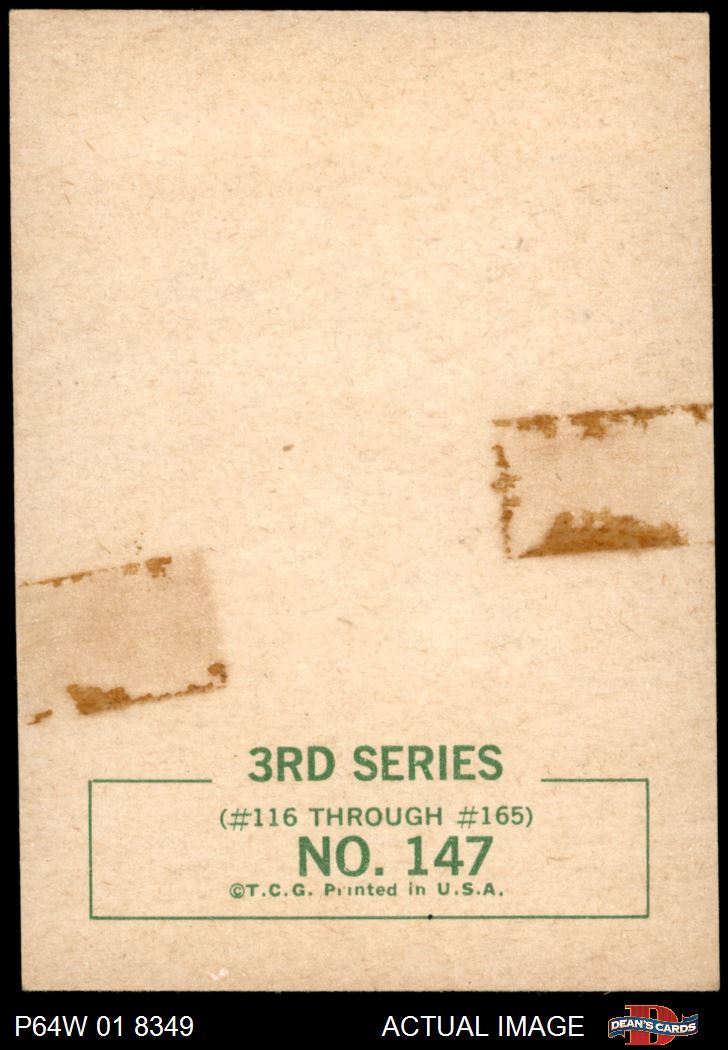 3RD SERIES
(#116 THROUGH #165)
NO. 147
©T.C.G. Printed in U.S.A.
P64W 01 8349
ACTUAL IMAGE
DEAN'S CARDS